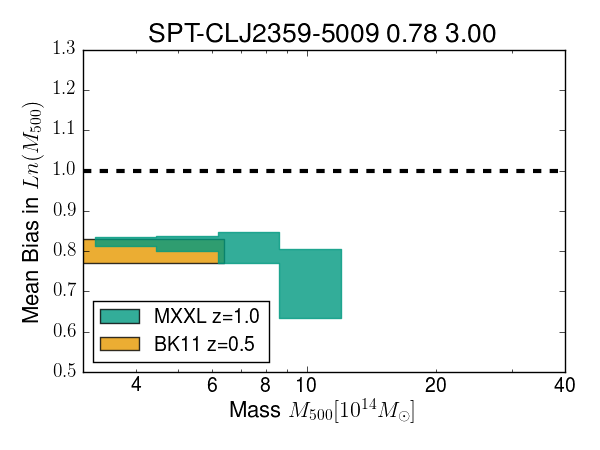 SPT-CLJ2359-5009 0.78 3.00
1.3
1.2
1.1
1.0
0.9
0.8
0.7
0.6
0.5
Mean Bias in Ln(M₅₀₀)
MXXL z=1.0
BK11 z=0.5
4 6 8 10 20 40
Mass M₅₀₀[10¹⁴M⊙]